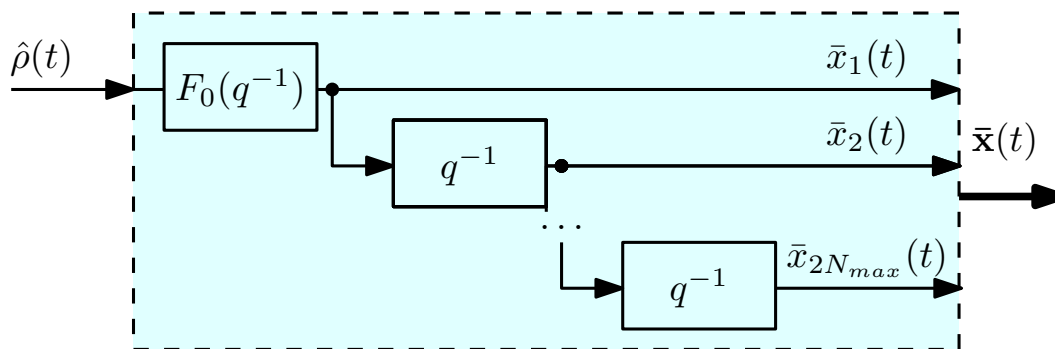 ρ̂(t)
F₀(q⁻¹)
x̄₁(t)
q⁻¹
x̄₂(t)
x̄(t)
...
q⁻¹
x̄₂Nₘₐₓ(t)